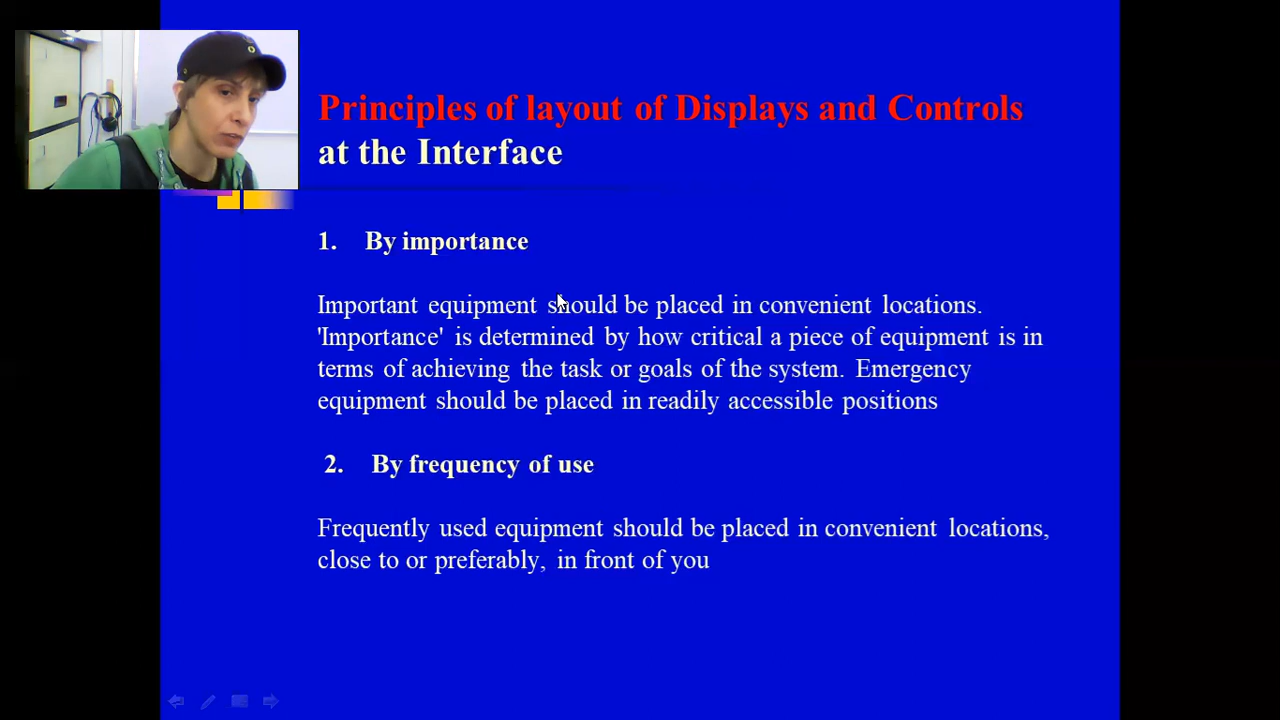 Principles of layout of Displays and Controls
at the Interface
1. By importance
Important equipment should be placed in convenient locations.
'Importance' is determined by how critical a piece of equipment is in
terms of achieving the task or goals of the system. Emergency
equipment should be placed in readily accessible positions
2. By frequency of use
Frequently used equipment should be placed in convenient locations,
close to or preferably, in front of you